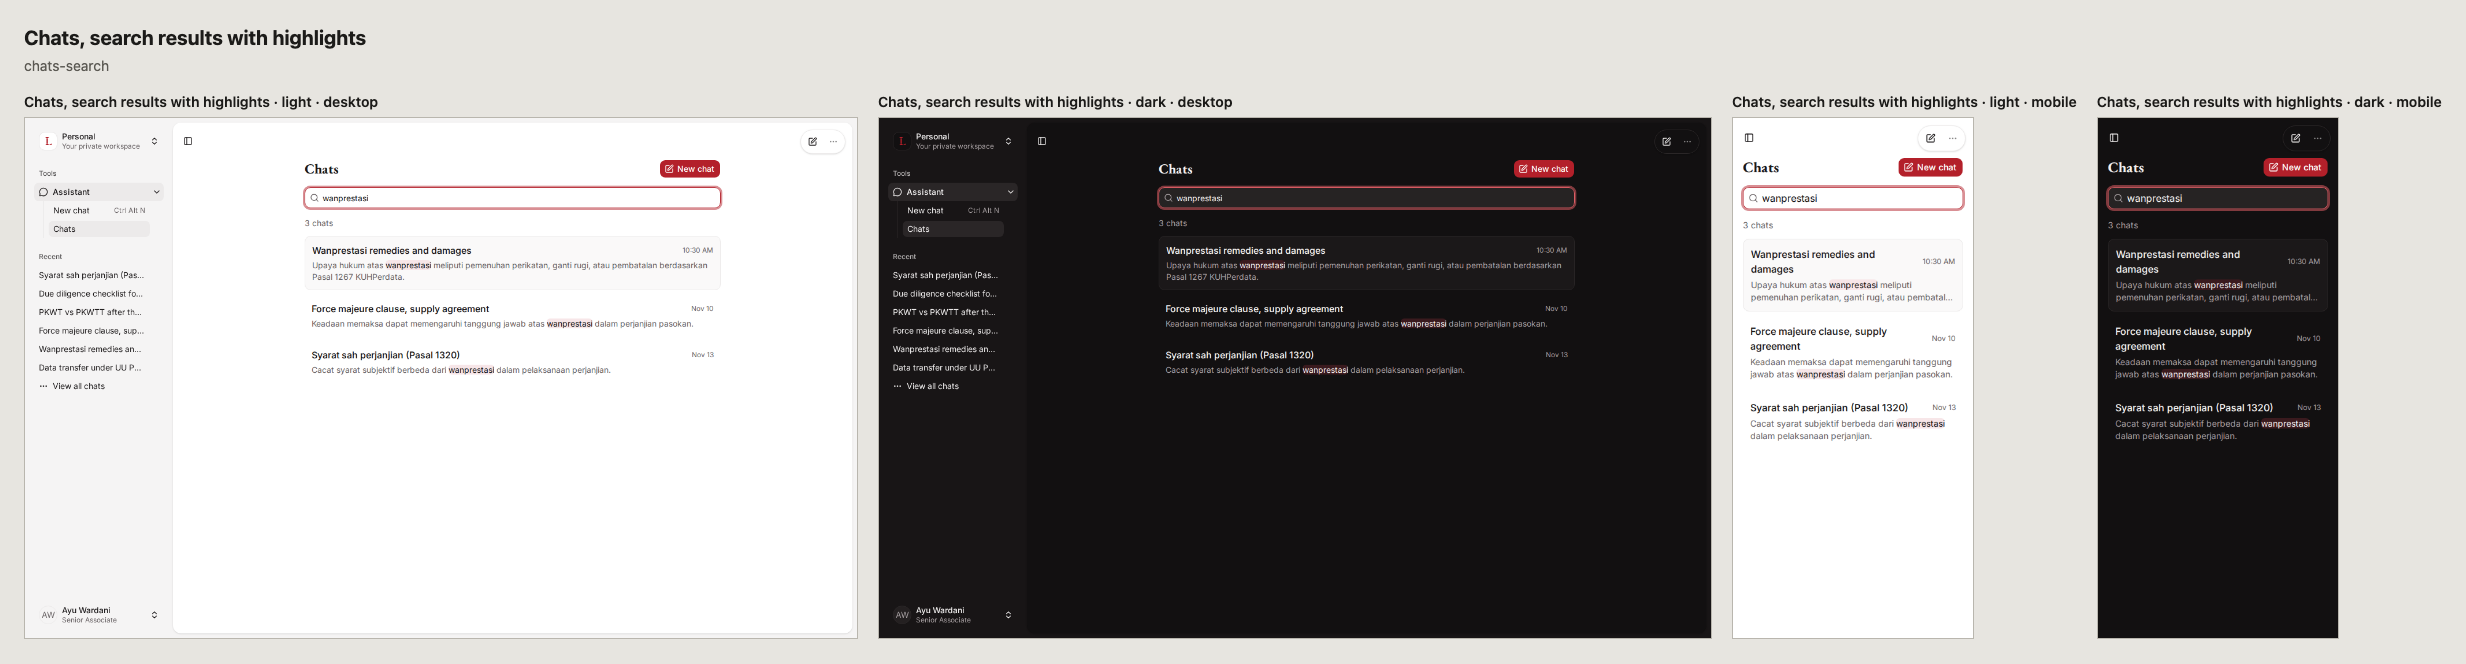 Chats, search results with highlights
chats-search
Chats, search results with highlights · light · desktop
L
Personal
Your private workspace
Tools
Assistant
New chat
Ctrl Alt N
Chats
Recent
Syarat sah perjanjian (Pas...
Due diligence checklist fo...
PKWT vs PKWTT after th...
Force majeure clause, sup...
Wanprestasi remedies an...
Data transfer under UU P...
View all chats
AW
Ayu Wardani
Senior Associate
Chats
New chat
wanprestasi
3 chats
Wanprestasi remedies and damages
10:30 AM
Upaya hukum atas wanprestasi meliputi pemenuhan perikatan, ganti rugi, atau pembatalan berdasarkan
Pasal 1267 KUHPerdata.
Force majeure clause, supply agreement
Nov 10
Keadaan memaksa dapat memengaruhi tanggung jawab atas wanprestasi dalam perjanjian pasokan.
Syarat sah perjanjian (Pasal 1320)
Nov 13
Cacat syarat subjektif berbeda dari wanprestasi dalam pelaksanaan perjanjian.
Chats, search results with highlights · dark · desktop
L
Personal
Your private workspace
Tools
Assistant
New chat
Ctrl Alt N
Chats
Recent
Syarat sah perjanjian (Pas...
Due diligence checklist fo...
PKWT vs PKWTT after th...
Force majeure clause, sup...
Wanprestasi remedies an...
Data transfer under UU P...
View all chats
AW
Ayu Wardani
Senior Associate
Chats
New chat
wanprestasi
3 chats
Wanprestasi remedies and damages
10:30 AM
Upaya hukum atas wanprestasi meliputi pemenuhan perikatan, ganti rugi, atau pembatalan berdasarkan
Pasal 1267 KUHPerdata.
Force majeure clause, supply agreement
Nov 10
Keadaan memaksa dapat memengaruhi tanggung jawab atas wanprestasi dalam perjanjian pasokan.
Syarat sah perjanjian (Pasal 1320)
Nov 13
Cacat syarat subjektif berbeda dari wanprestasi dalam pelaksanaan perjanjian.
Chats, search results with highlights · light · mobile
Chats
New chat
wanprestasi
3 chats
Wanprestasi remedies and
damages
10:30 AM
Upaya hukum atas wanprestasi meliputi
pemenuhan perikatan, ganti rugi, atau pembatal...
Force majeure clause, supply
agreement
Nov 10
Keadaan memaksa dapat memengaruhi tanggung
jawab atas wanprestasi dalam perjanjian pasokan.
Syarat sah perjanjian (Pasal 1320)
Nov 13
Cacat syarat subjektif berbeda dari wanprestasi
dalam pelaksanaan perjanjian.
Chats, search results with highlights · dark · mobile
Chats
New chat
wanprestasi
3 chats
Wanprestasi remedies and
damages
10:30 AM
Upaya hukum atas wanprestasi meliputi
pemenuhan perikatan, ganti rugi, atau pembatal...
Force majeure clause, supply
agreement
Nov 10
Keadaan memaksa dapat memengaruhi tanggung
jawab atas wanprestasi dalam perjanjian pasokan.
Syarat sah perjanjian (Pasal 1320)
Nov 13
Cacat syarat subjektif berbeda dari wanprestasi
dalam pelaksanaan perjanjian.